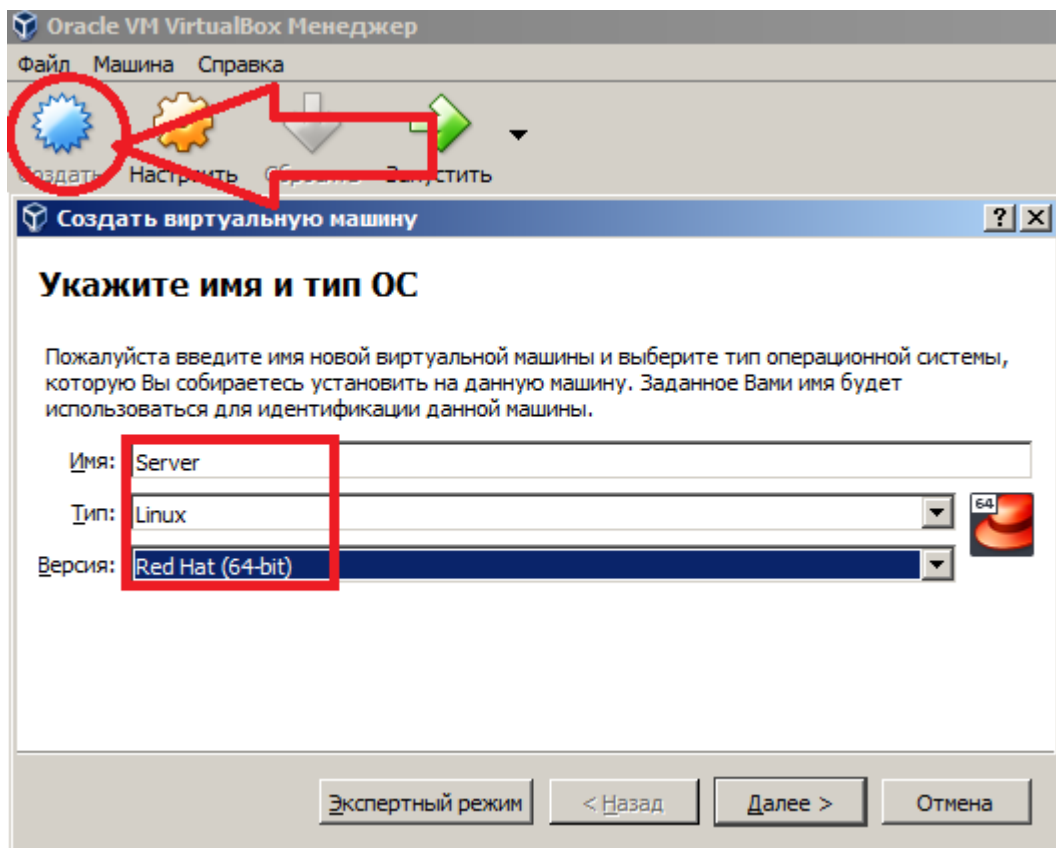 Oracle VM VirtualBox Менеджер
Файл Машина Справка
Создать Настроить Запустить
Создать виртуальную машину
Укажите имя и тип ОС
Пожалуйста введите имя новой виртуальной машины и выберите тип операционной системы,
которую Вы собираетесь установить на данную машину. Заданное Вами имя будет
использоваться для идентификации данной машины.
Имя: Server
Тип: Linux
64
Версия: Red Hat (64-bit)
Экспертный режим < Назад Далее > Отмена